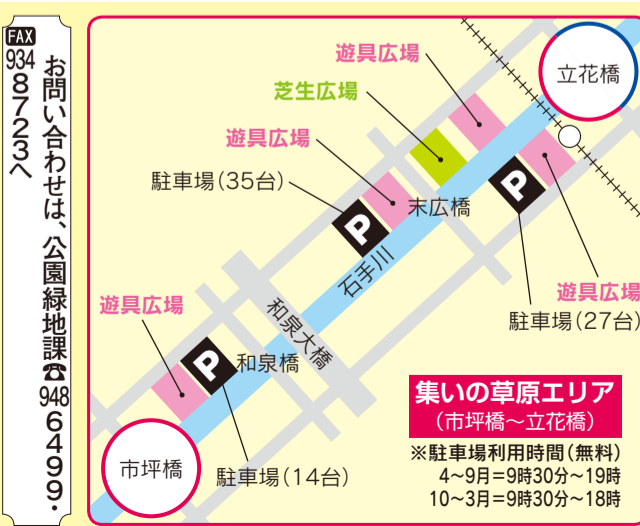 お問い合わせは、公園緑地課☎948 6499・
FAX 934 8723へ
立花橋
遊具広場
芝生広場
遊具広場
駐車場(35台)
P
末広橋
P
石手川
遊具広場
駐車場(27台)
遊具広場
和泉大橋
P
和泉橋
市坪橋
駐車場(14台)
集いの草原エリア
(市坪橋〜立花橋)
※駐車場利用時間(無料)
4〜9月=9時30分〜19時
10〜3月=9時30分〜18時